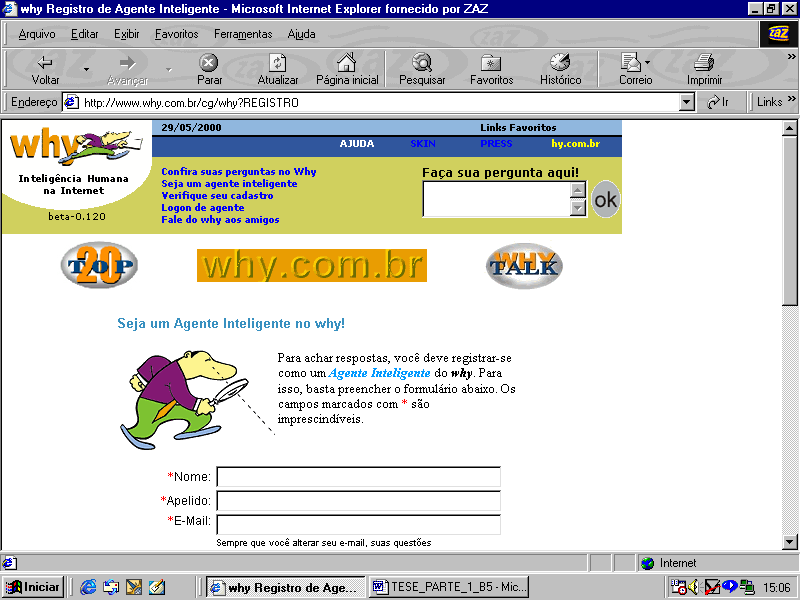 why Registro de Agente Inteligente - Microsoft Internet Explorer fornecido por ZAZ
Arquivo Editar Exibir Favoritos Ferramentas Ajuda
zaz
Voltar Avançar Parar Atualizar Página inicial Pesquisar Favoritos Histórico Correio Imprimir »
Endereço http://www.why.com.br/cg/why?REGISTRO Ir Links »
why
Inteligência Humana
na Internet
beta-0.120
29/05/2000 Links Favoritos
AJUDA SKIN PRESS hy.com.br
Confira suas perguntas no Why
Seja um agente inteligente
Verifique seu cadastro
Logon de agente
Fale do why aos amigos
Faça sua pergunta aqui!
ok
TOP 20
why.com.br
WHY TALK
Seja um Agente Inteligente no why!
Para achar respostas, você deve registrar-se
como um Agente Inteligente do why. Para
isso, basta preencher o formulário abaixo. Os
campos marcados com * são
imprescindíveis.
*Nome:
*Apelido:
*E-Mail:
Sempre que você alterar seu e-mail, suas questões
Internet
Iniciar why Registro de Age... TESE_PARTE_1_B5 - Mic... 15:06